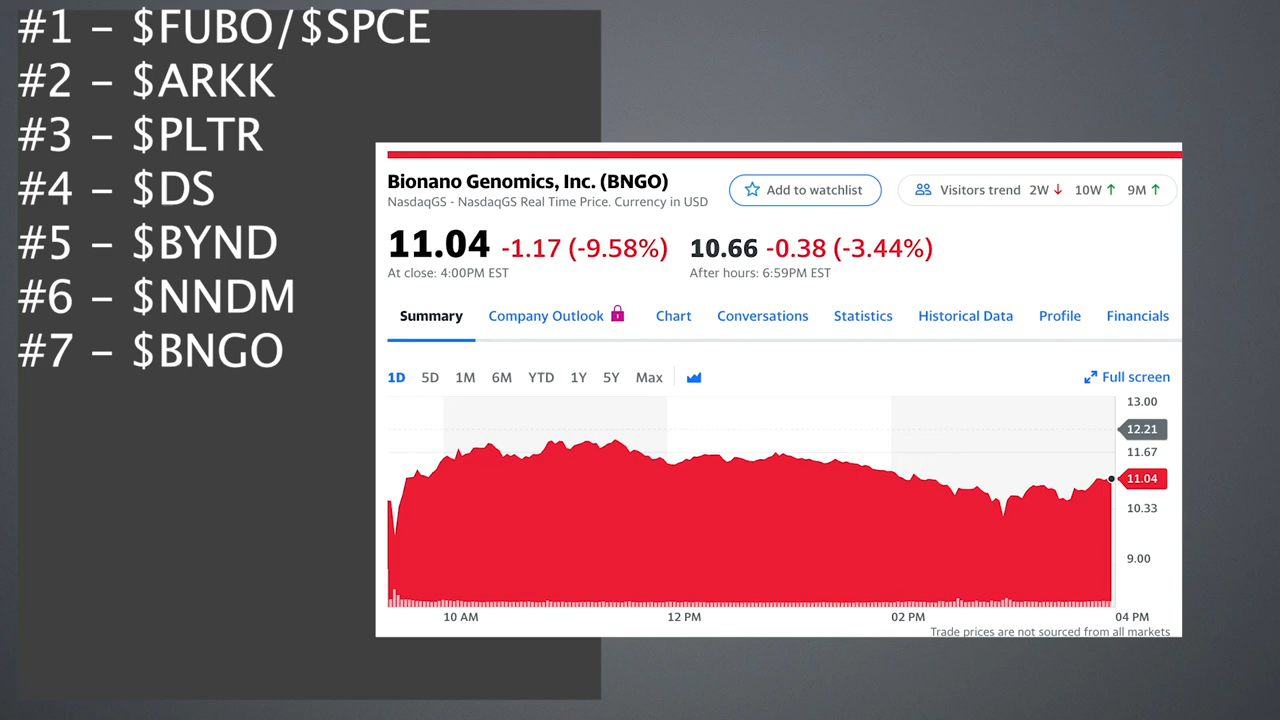 #1 – $FUBO/$SPCE
#2 – $ARKK
#3 – $PLTR
#4 – $DS
#5 – $BYND
#6 – $NNDM
#7 – $BNGO
Bionano Genomics, Inc. (BNGO)
NasdaqGS - NasdaqGS Real Time Price. Currency in USD
Add to watchlist
Visitors trend 2W ↓ 10W ↑ 9M ↑
11.04 -1.17 (-9.58%) 10.66 -0.38 (-3.44%)
At close: 4:00PM EST After hours: 6:59PM EST
Summary Company Outlook Chart Conversations Statistics Historical Data Profile Financials
1D 5D 1M 6M YTD 1Y 5Y Max Full screen
13.00
12.21
11.67
11.04
10.33
9.00
10 AM 12 PM 02 PM 04 PM
Trade prices are not sourced from all markets